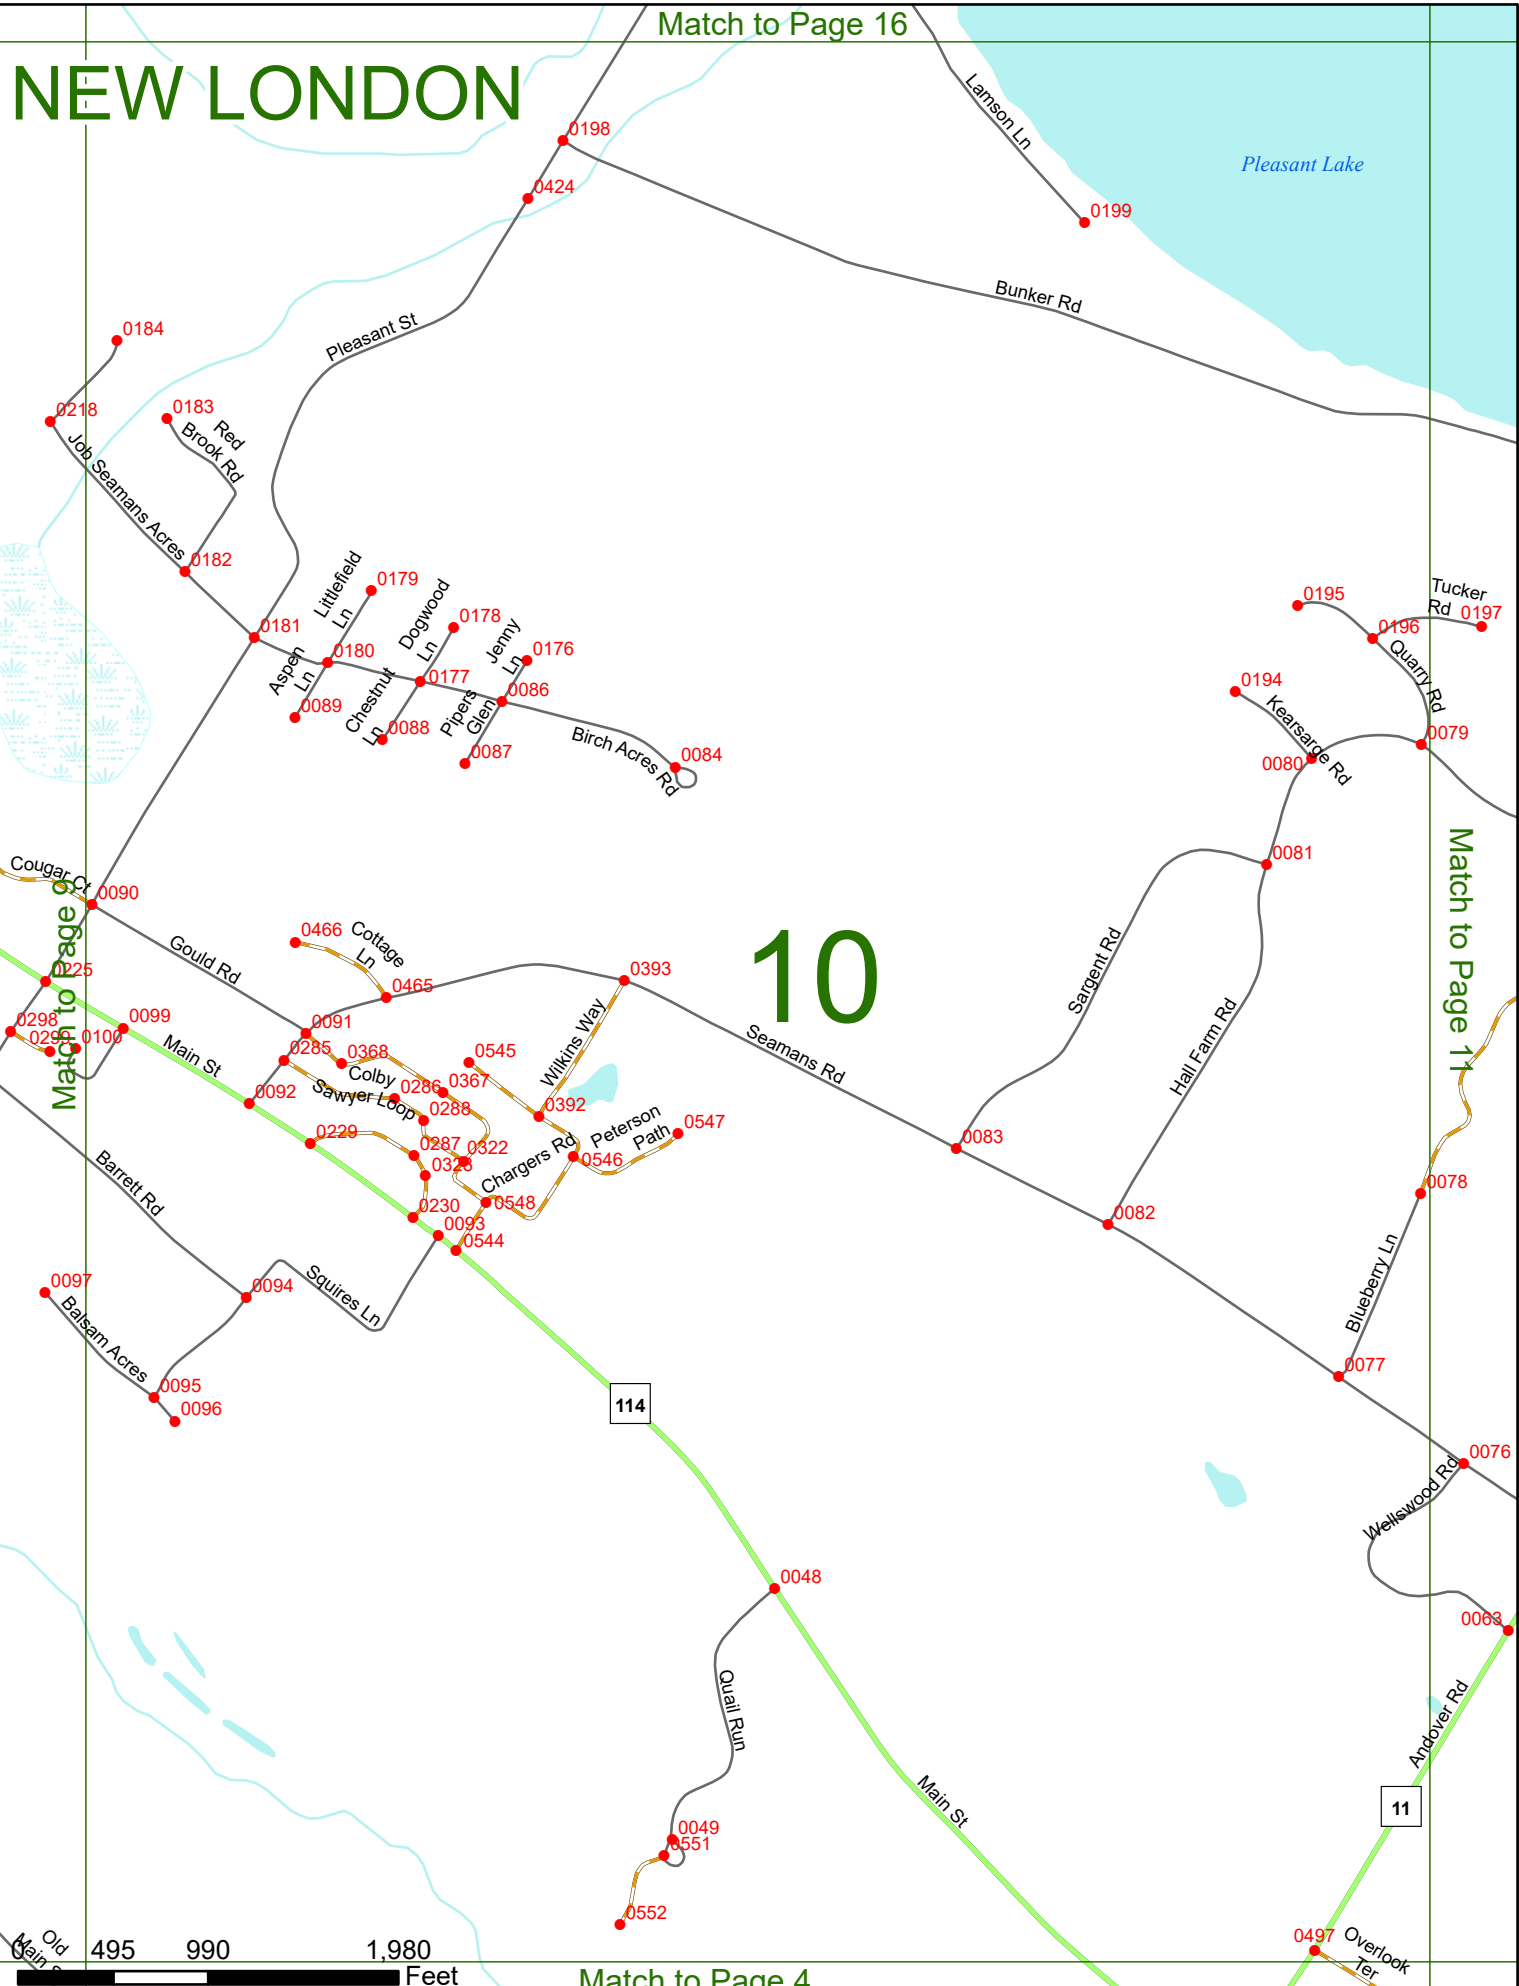 Match to Page 16
NEW LONDON
Lamson Ln
0198
Pleasant Lake
0424
0199
Bunker Rd
Pleasant St
0184
0218
0183
Red
Brook Rd
Job Seamans Acres
0182
Littlefield
Ln
0179
Dogwood
Ln
0178
Jenny
Ln
0176
0195
Tucker
Rd
0197
0196
0181
0180
Aspen
Ln
0177
Quarry Rd
0089
Chestnut
Ln
0088
Pipers
Glen
0086
0194
Kearsarge Rd
0087
Birch Acres Rd
0084
0079
0080
0081
Match to Page 11
Cougar Ct
0090
Match to Page 9
10
Gould Rd
0466
Cottage
Ln
0465
0393
0225
Sargent Rd
0298
0299
0100
0099
0091
Main St
0285
0368
0545
Wilkins Way
Seamans Rd
Hall Farm Rd
Colby
Sawyer Loop
0286
0367
0092
0288
0392
Peterson
Path
0547
0229
0287
0322
0323
Chargers Rd
0546
0083
Barrett Rd
0548
0078
0230
0093
0544
0082
0097
0094
Squires Ln
Balsam Acres
Blueberry Ln
0095
0096
0077
114
0076
Wellswood Rd
0048
0063
Quail Run
Andover Rd
Main St
11
0049
0551
0552
0497
Overlook
Ter
Old
Main S
0 495 990 1,980
Feet
Match to Page 4